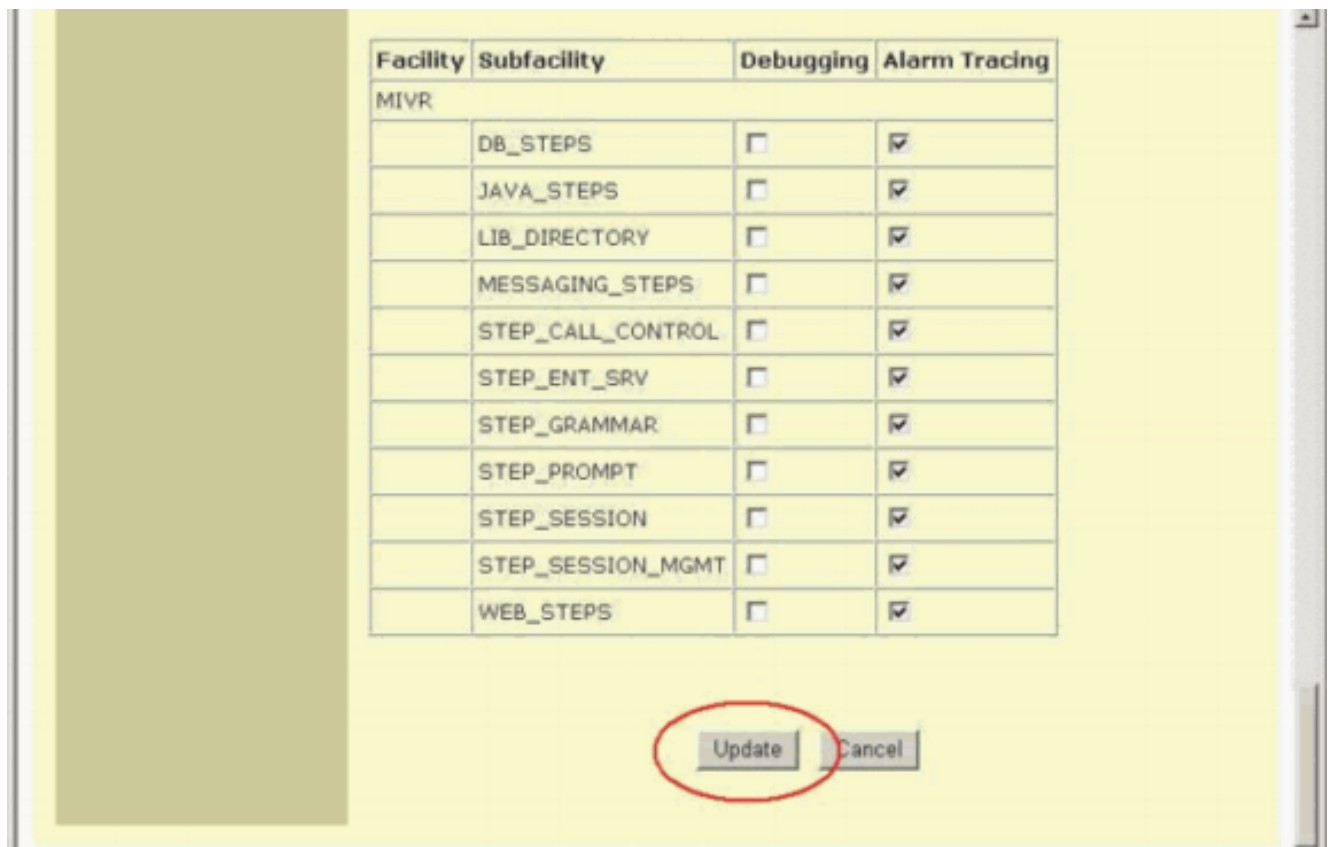 Facility Subfacility Debugging Alarm Tracing
MIVR
DB_STEPS
JAVA_STEPS
LIB_DIRECTORY
MESSAGING_STEPS
STEP_CALL_CONTROL
STEP_ENT_SRV
STEP_GRAMMAR
STEP_PROMPT
STEP_SESSION
STEP_SESSION_MGMT
WEB_STEPS
Update Cancel